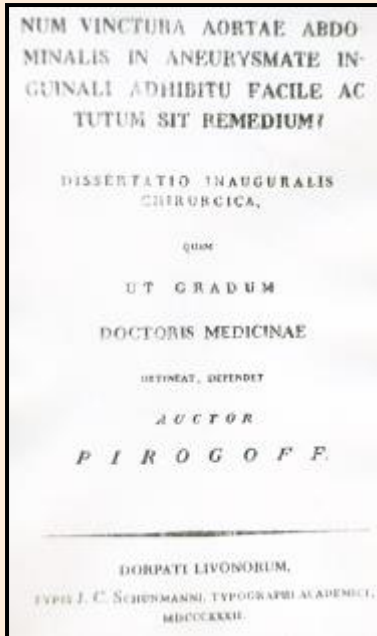 NUM VINCTURA AORTAE ABDO-
MINALIS IN ANEURYSMATE IN-
GUINALI ADHIBITU FACILE AC
TUTUM SIT REMEDIUM?
DISSERTATIO INAUGURALIS
CHIRURGICA,
QUAM
UT GRADUM
DOCTORIS MEDICINAE
OBTINEAT, DEFENDET
AUCTOR
PIROGOFF.
DORPATI LIVONORUM,
TYPIS J. C. SCHÜNMANNI, TYPOGRAPHI ACADEMICI,
MDCCCXXXII.